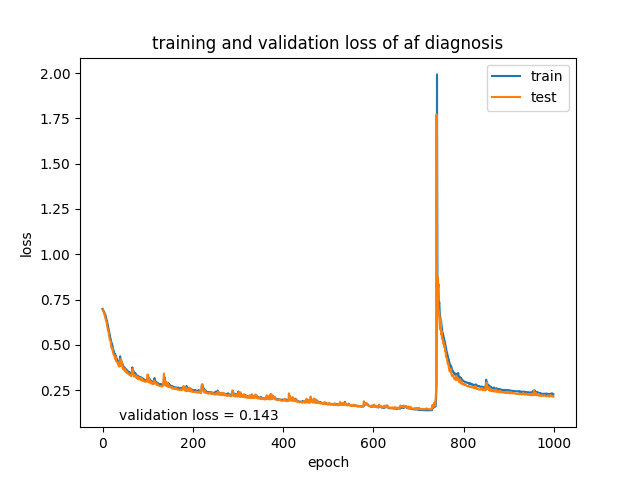 training and validation loss of af diagnosis
2.00
1.75
1.50
1.25
1.00
0.75
0.50
0.25
loss
train
test
validation loss = 0.143
0 200 400 600 800 1000
epoch